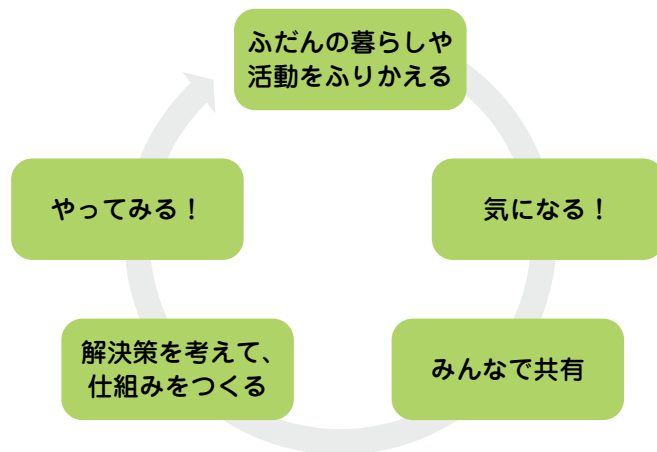 ふだんの暮らしや
活動をふりかえる
気になる！
みんなで共有
解決策を考えて、
仕組みをつくる
やってみる！